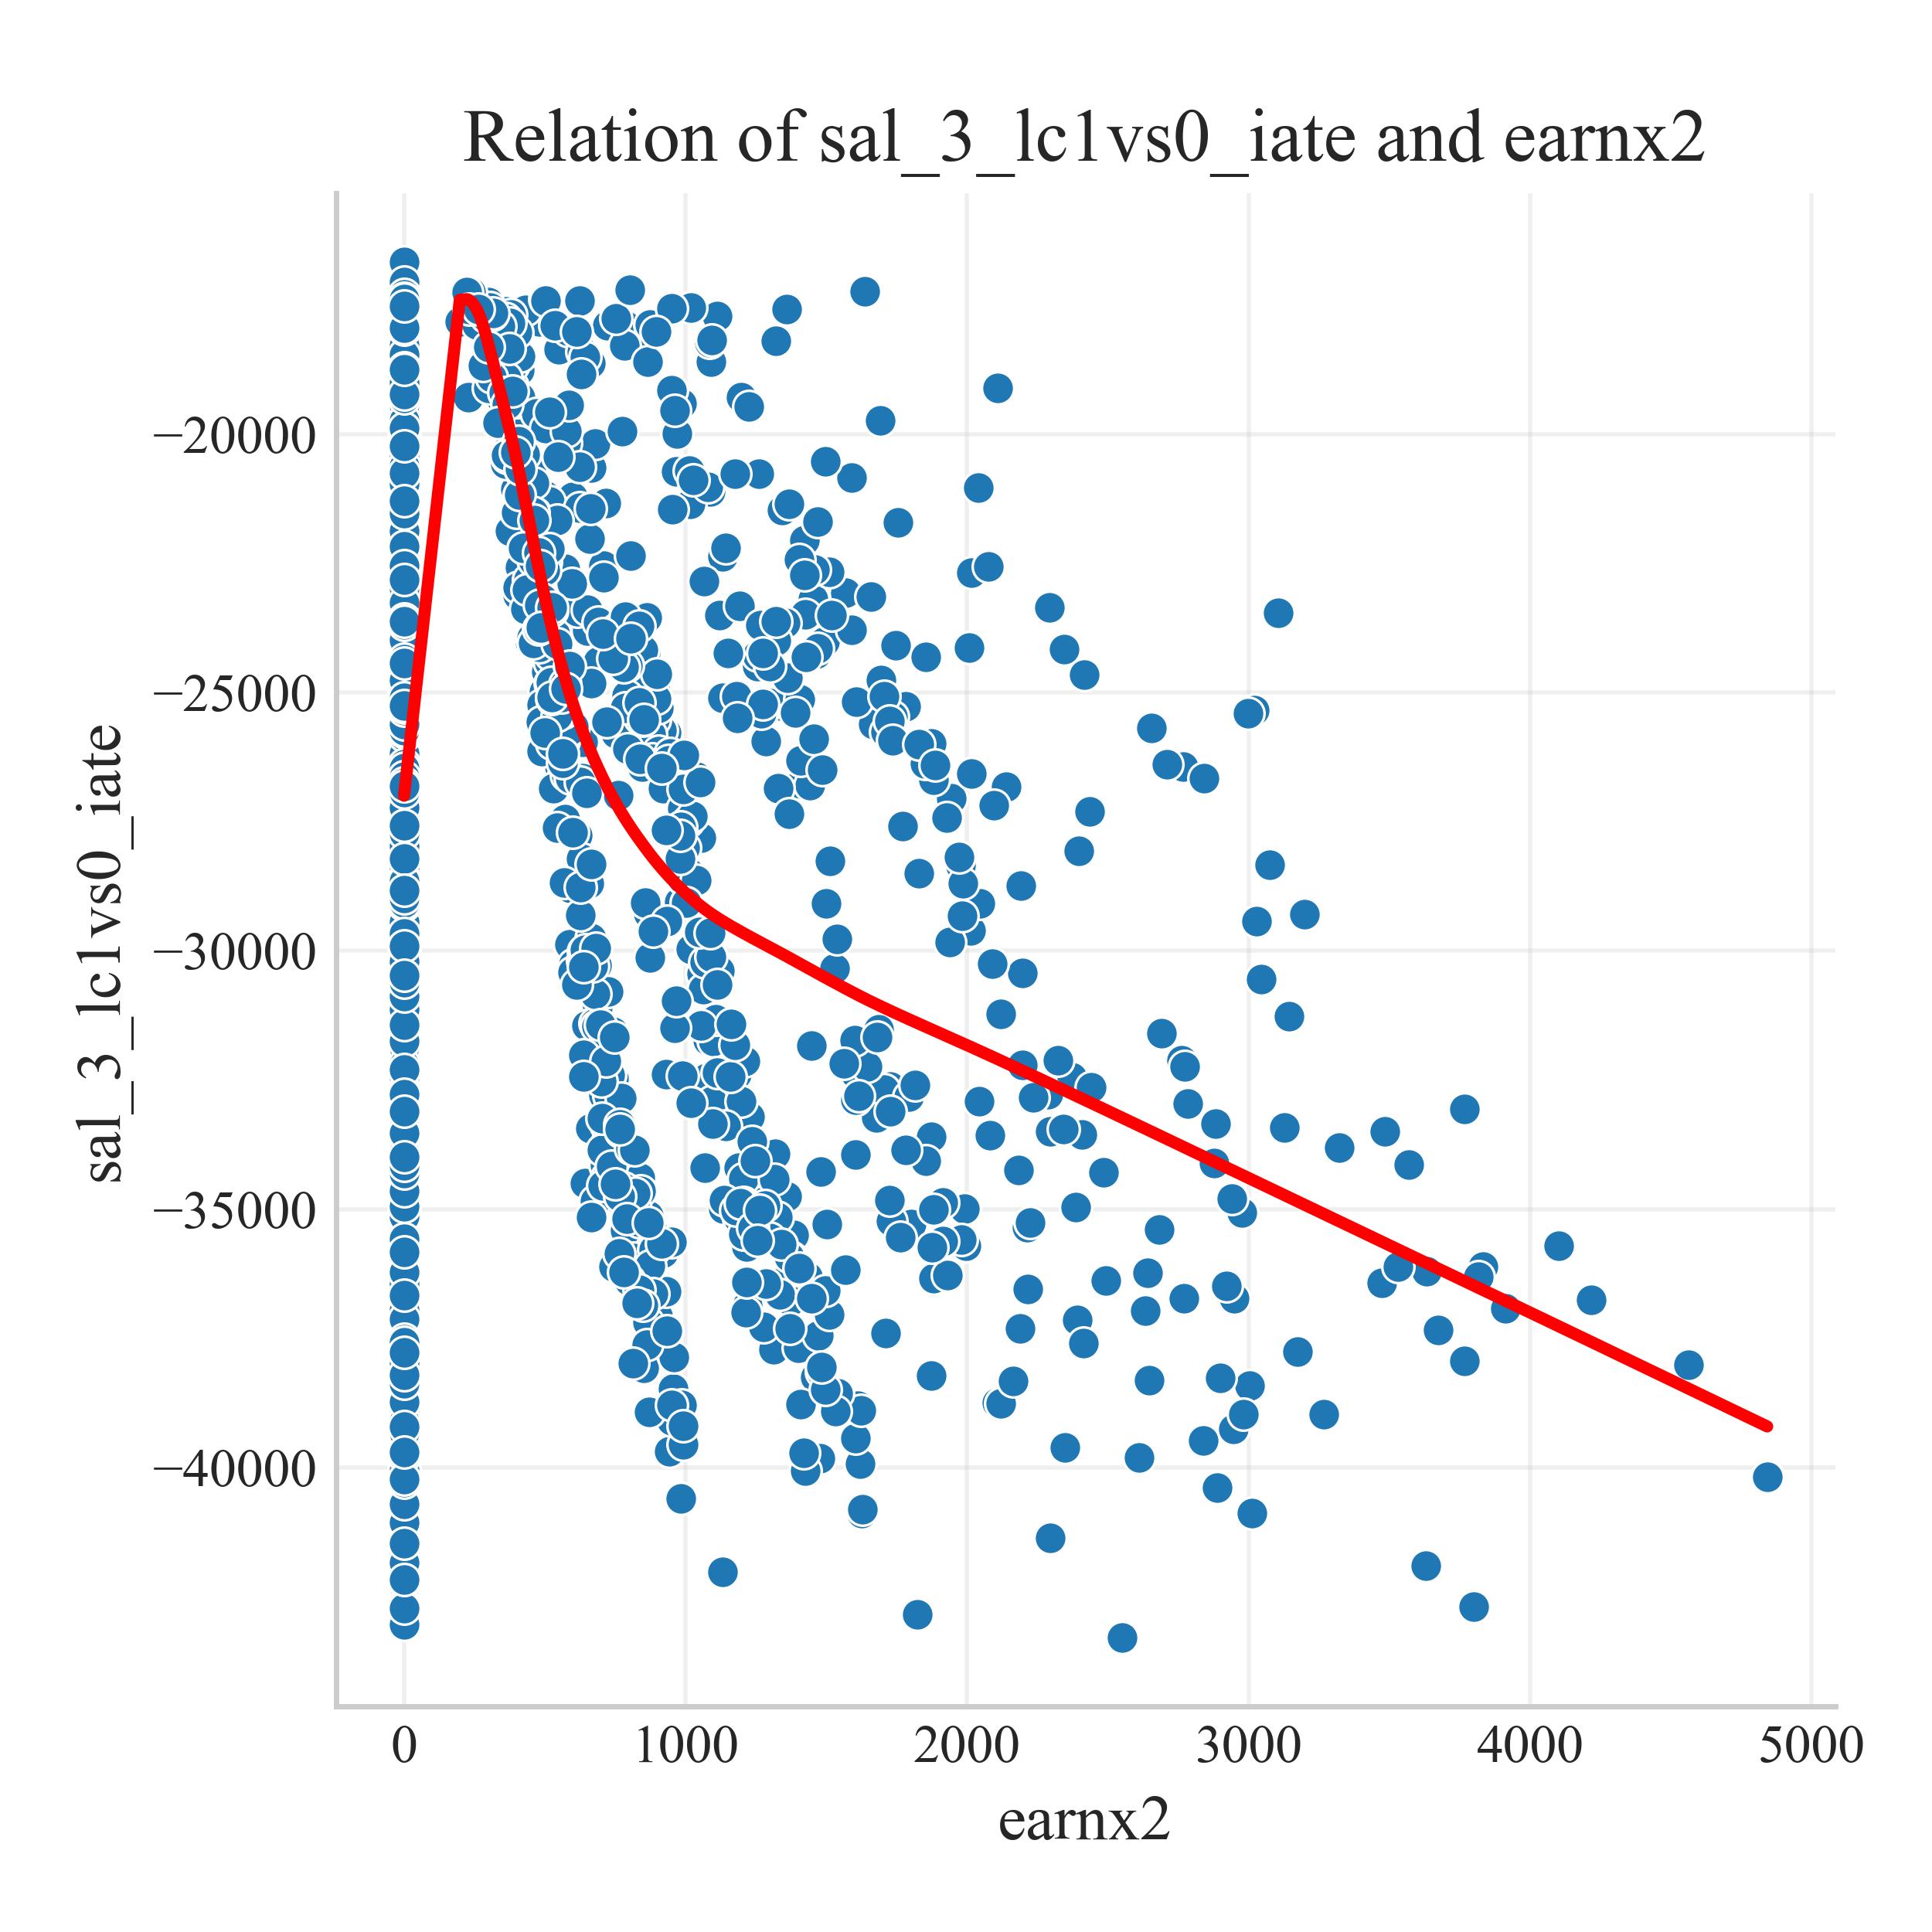 Relation of sal_3_lc1vs0_iate and earnx2
sal_3_lc1vs0_iate
−20000
−25000
−30000
−35000
−40000
0 1000 2000 3000 4000 5000
earnx2